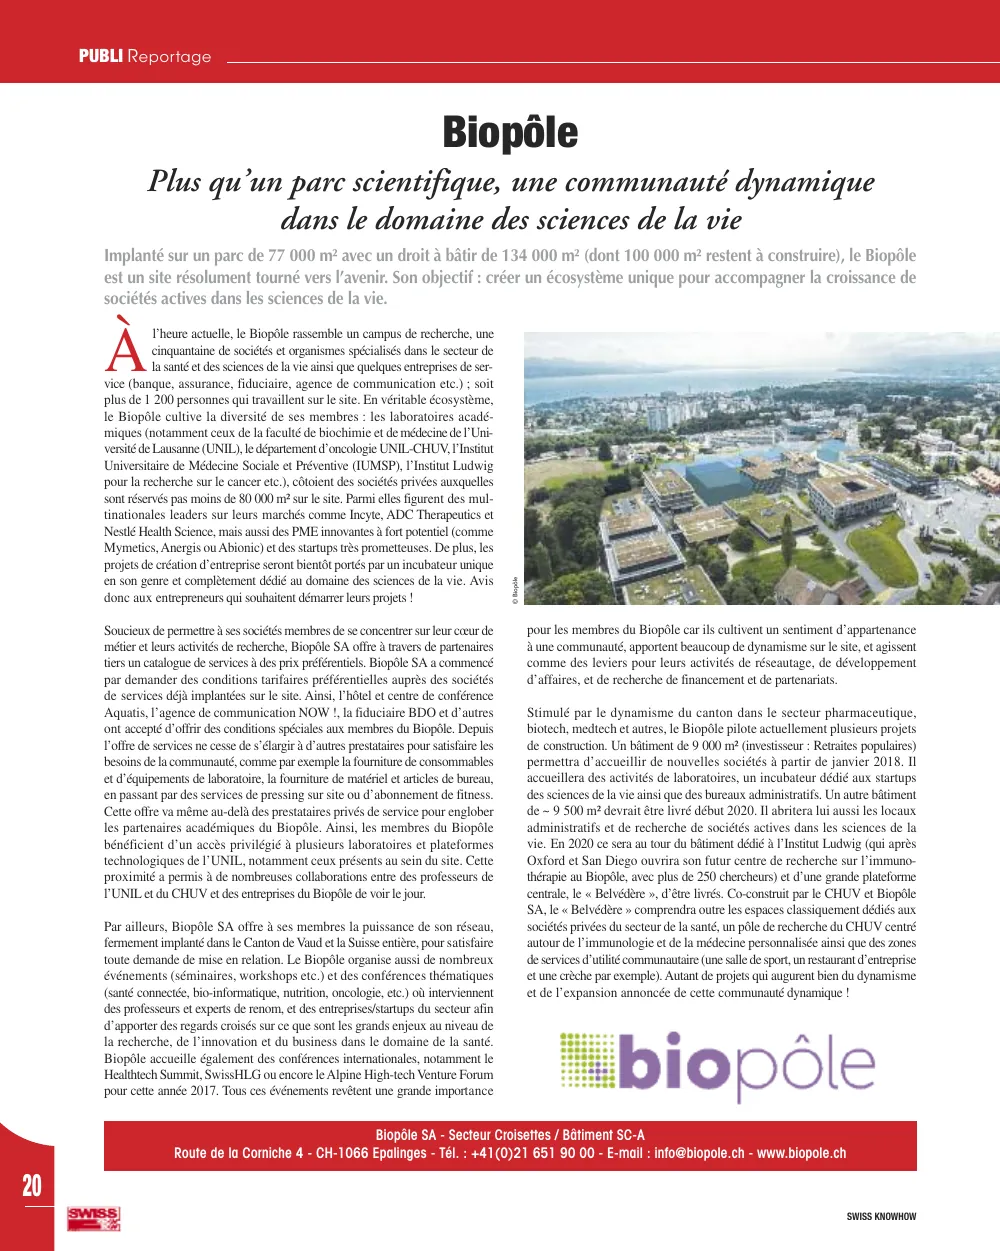 PUBLI Reportage
Biopôle
Plus qu’un parc scientifique, une communauté dynamique
dans le domaine des sciences de la vie
Implanté sur un parc de 77 000 m² avec un droit à bâtir de 134 000 m² (dont 100 000 m² restent à construire), le Biopôle
est un site résolument tourné vers l’avenir. Son objectif : créer un écosystème unique pour accompagner la croissance de
sociétés actives dans les sciences de la vie.
À l’heure actuelle, le Biopôle rassemble un campus de recherche, une
cinquantaine de sociétés et organismes spécialisés dans le secteur de
la santé et des sciences de la vie ainsi que quelques entreprises de ser-
vice (banque, assurance, fiduciaire, agence de communication etc.) ; soit
plus de 1 200 personnes qui travaillent sur le site. En véritable écosystème,
le Biopôle cultive la diversité de ses membres : les laboratoires acadé-
miques (notamment ceux de la faculté de biochimie et de médecine de l’Uni-
versité de Lausanne (UNIL), le département d’oncologie UNIL-CHUV, l’Institut
Universitaire de Médecine Sociale et Préventive (IUMSP), l’Institut Ludwig
pour la recherche sur le cancer etc.), côtoient des sociétés privées auxquelles
sont réservés pas moins de 80 000 m² sur le site. Parmi elles figurent des mul-
tinationales leaders sur leurs marchés comme Incyte, ADC Therapeutics et
Nestlé Health Science, mais aussi des PME innovantes à fort potentiel (comme
Mymetics, Anergis ou Abionic) et des startups très prometteuses. De plus, les
projets de création d’entreprise seront bientôt portés par un incubateur unique
en son genre et complètement dédié au domaine des sciences de la vie. Avis
donc aux entrepreneurs qui souhaitent démarrer leurs projets !
Soucieux de permettre à ses sociétés membres de se concentrer sur leur cœur de
métier et leurs activités de recherche, Biopôle SA offre à travers de partenaires
tiers un catalogue de services à des prix préférentiels. Biopôle SA a commencé
par demander des conditions tarifaires préférentielles auprès des sociétés
de services déjà implantées sur le site. Ainsi, l’hôtel et centre de conférence
Aquatis, l’agence de communication NOW !, la fiduciaire BDO et d’autres
ont accepté d’offrir des conditions spéciales aux membres du Biopôle. Depuis
l’offre de services ne cesse de s’élargir à d’autres prestataires pour satisfaire les
besoins de la communauté, comme par exemple la fourniture de consommables
et d’équipements de laboratoire, la fourniture de matériel et articles de bureau,
en passant par des services de pressing sur site ou d’abonnement de fitness.
Cette offre va même au-delà des prestataires privés de service pour englober
les partenaires académiques du Biopôle. Ainsi, les membres du Biopôle
bénéficient d’un accès privilégié à plusieurs laboratoires et plateformes
technologiques de l’UNIL, notamment ceux présents au sein du site. Cette
proximité a permis à de nombreuses collaborations entre des professeurs de
l’UNIL et du CHUV et des entreprises du Biopôle de voir le jour.
Par ailleurs, Biopôle SA offre à ses membres la puissance de son réseau,
fermement implanté dans le Canton de Vaud et la Suisse entière, pour satisfaire
toute demande de mise en relation. Le Biopôle organise aussi de nombreux
événements (séminaires, workshops etc.) et des conférences thématiques
(santé connectée, bio-informatique, nutrition, oncologie, etc.) où interviennent
des professeurs et experts de renom, et des entreprises/startups du secteur afin
d’apporter des regards croisés sur ce que sont les grands enjeux au niveau de
la recherche, de l’innovation et du business dans le domaine de la santé.
Biopôle accueille également des conférences internationales, notamment le
Healthtech Summit, SwissHLG ou encore le Alpine High-tech Venture Forum
pour cette année 2017. Tous ces événements revêtent une grande importance
© Biopôle
pour les membres du Biopôle car ils cultivent un sentiment d’appartenance
à une communauté, apportent beaucoup de dynamisme sur le site, et agissent
comme des leviers pour leurs activités de réseautage, de développement
d’affaires, et de recherche de financement et de partenariats.
Stimulé par le dynamisme du canton dans le secteur pharmaceutique,
biotech, medtech et autres, le Biopôle pilote actuellement plusieurs projets
de construction. Un bâtiment de 9 000 m² (investisseur : Retraites populaires)
permettra d’accueillir de nouvelles sociétés à partir de janvier 2018. Il
accueillera des activités de laboratoires, un incubateur dédié aux startups
des sciences de la vie ainsi que des bureaux administratifs. Un autre bâtiment
de ~ 9 500 m² devrait être livré début 2020. Il abritera lui aussi les locaux
administratifs et de recherche de sociétés actives dans les sciences de la
vie. En 2020 ce sera au tour du bâtiment dédié à l’Institut Ludwig (qui après
Oxford et San Diego ouvrira son futur centre de recherche sur l’immuno-
thérapie au Biopôle, avec plus de 250 chercheurs) et d’une grande plateforme
centrale, le « Belvédère », d’être livrés. Co-construit par le CHUV et Biopôle
SA, le « Belvédère » comprendra outre les espaces classiquement dédiés aux
sociétés privées du secteur de la santé, un pôle de recherche du CHUV centré
autour de l’immunologie et de la médecine personnalisée ainsi que des zones
de services d’utilité communautaire (une salle de sport, un restaurant d’entreprise
et une crèche par exemple). Autant de projets qui augurent bien du dynamisme
et de l’expansion annoncée de cette communauté dynamique !
biopôle
Biopôle SA - Secteur Croisettes / Bâtiment SC-A
Route de la Corniche 4 - CH-1066 Epalinges - Tél. : +41(0)21 651 90 00 - E-mail : info@biopole.ch - www.biopole.ch
20
SWISS
SWISS KNOWHOW